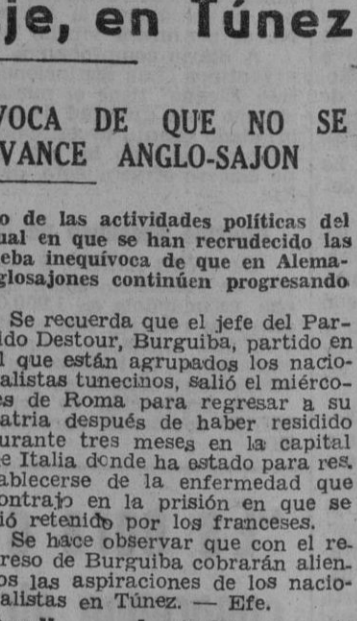 je, en Túnez
VOCA DE QUE NO SE
VANCE ANGLO-SAJON
o de las actividades políticas del
ual en que se han recrudecido las
eba inequívoca de que en Alema-
glosajones continúen progresando
Se recuerda que el jefe del Par-
ido Destour, Burguiba, partido en
l que están agrupados los nacio-
alistas tunecinos, salió el miérco-
es de Roma para regresar a su
atria después de haber residido
urante tres meses en la capital
e Italia donde ha estado para res.
ablecerse de la enfermedad que
ontrajo en la prisión en que se
ió retenido por los franceses.
Se hace observar que con el re-
reso de Burguiba cobrarán alien-
os las aspiraciones de los nacio-
alistas en Túnez. — Efe.